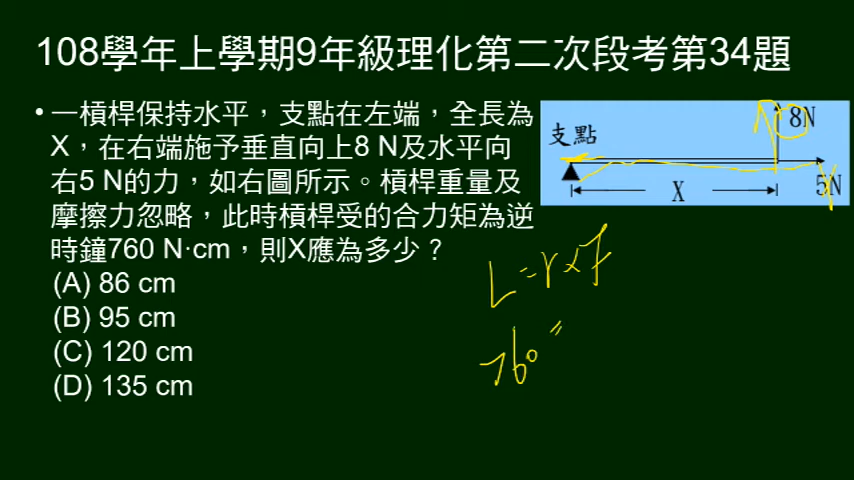 108學年上學期9年級理化第二次段考第34題
•一槓桿保持水平，支點在左端，全長為
X，在右端施予垂直向上8 N及水平向
右5 N的力，如右圖所示。槓桿重量及
摩擦力忽略，此時槓桿受的合力矩為逆
時鐘760 N·cm，則X應為多少？
(A) 86 cm
(B) 95 cm
(C) 120 cm
(D) 135 cm
8N
支點
5N
X
L=r×f
760=